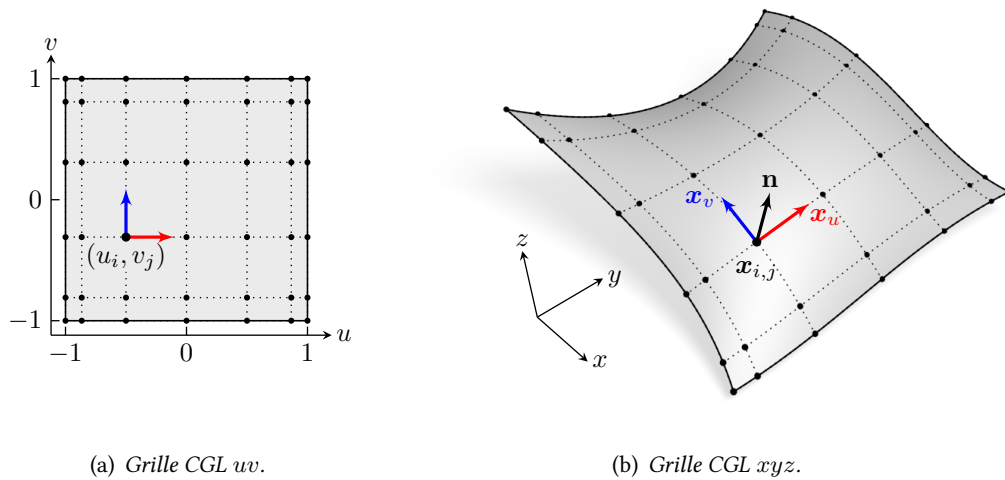 v
1
0
−1
(u_i, v_j)
−1
0
1
u
n
x_v
x_u
x_{i,j}
z
y
x
(a) Grille CGL uv.
(b) Grille CGL xyz.